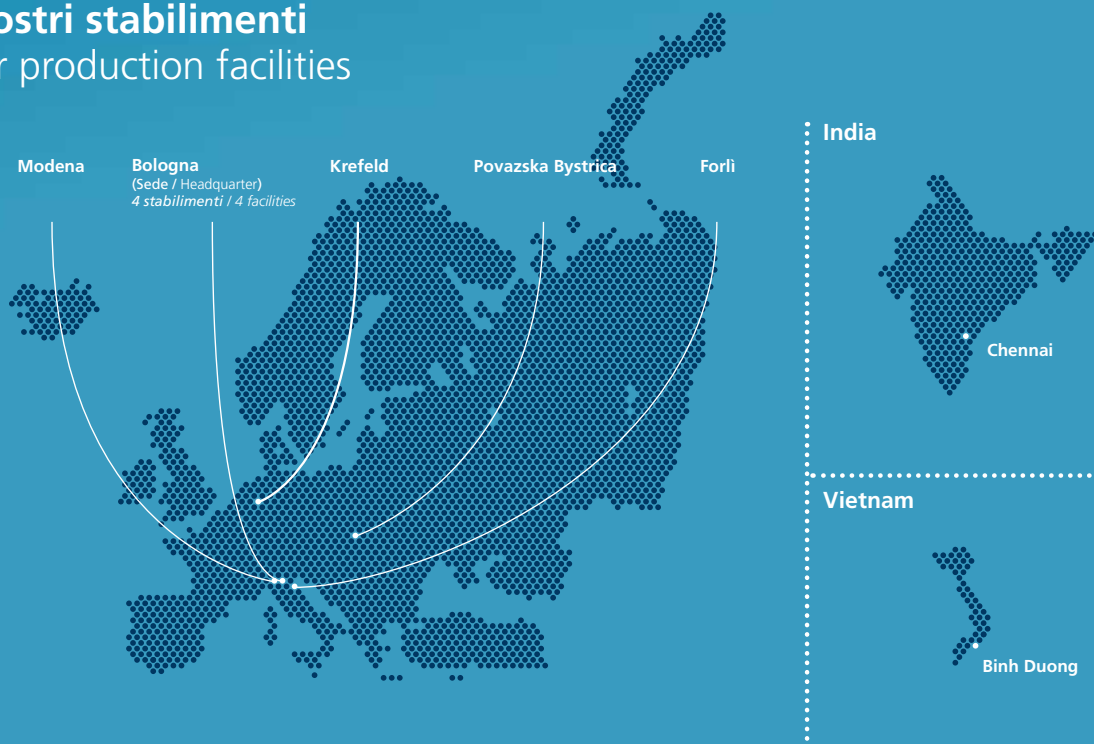 ostri stabilimenti
r production facilities
Modena
Bologna
(Sede / Headquarter)
4 stabilimenti / 4 facilities
Krefeld
Povazska Bystrica
Forlì
India
Chennai
Vietnam
Binh Duong